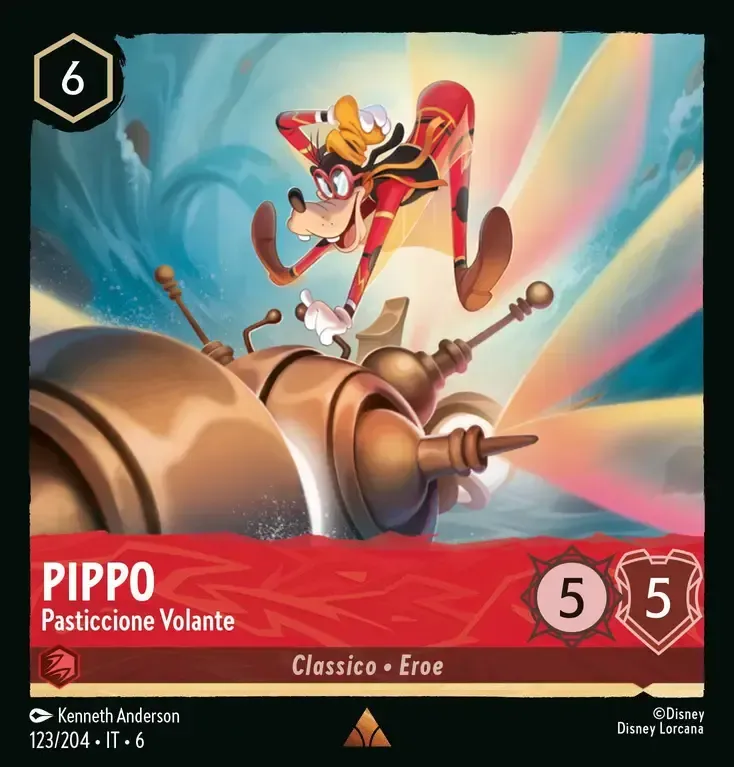 6
PIPPO
Pasticcione Volante
5 5
Classico • Eroe
Kenneth Anderson
©Disney
123/204 • IT • 6
Disney Lorcana